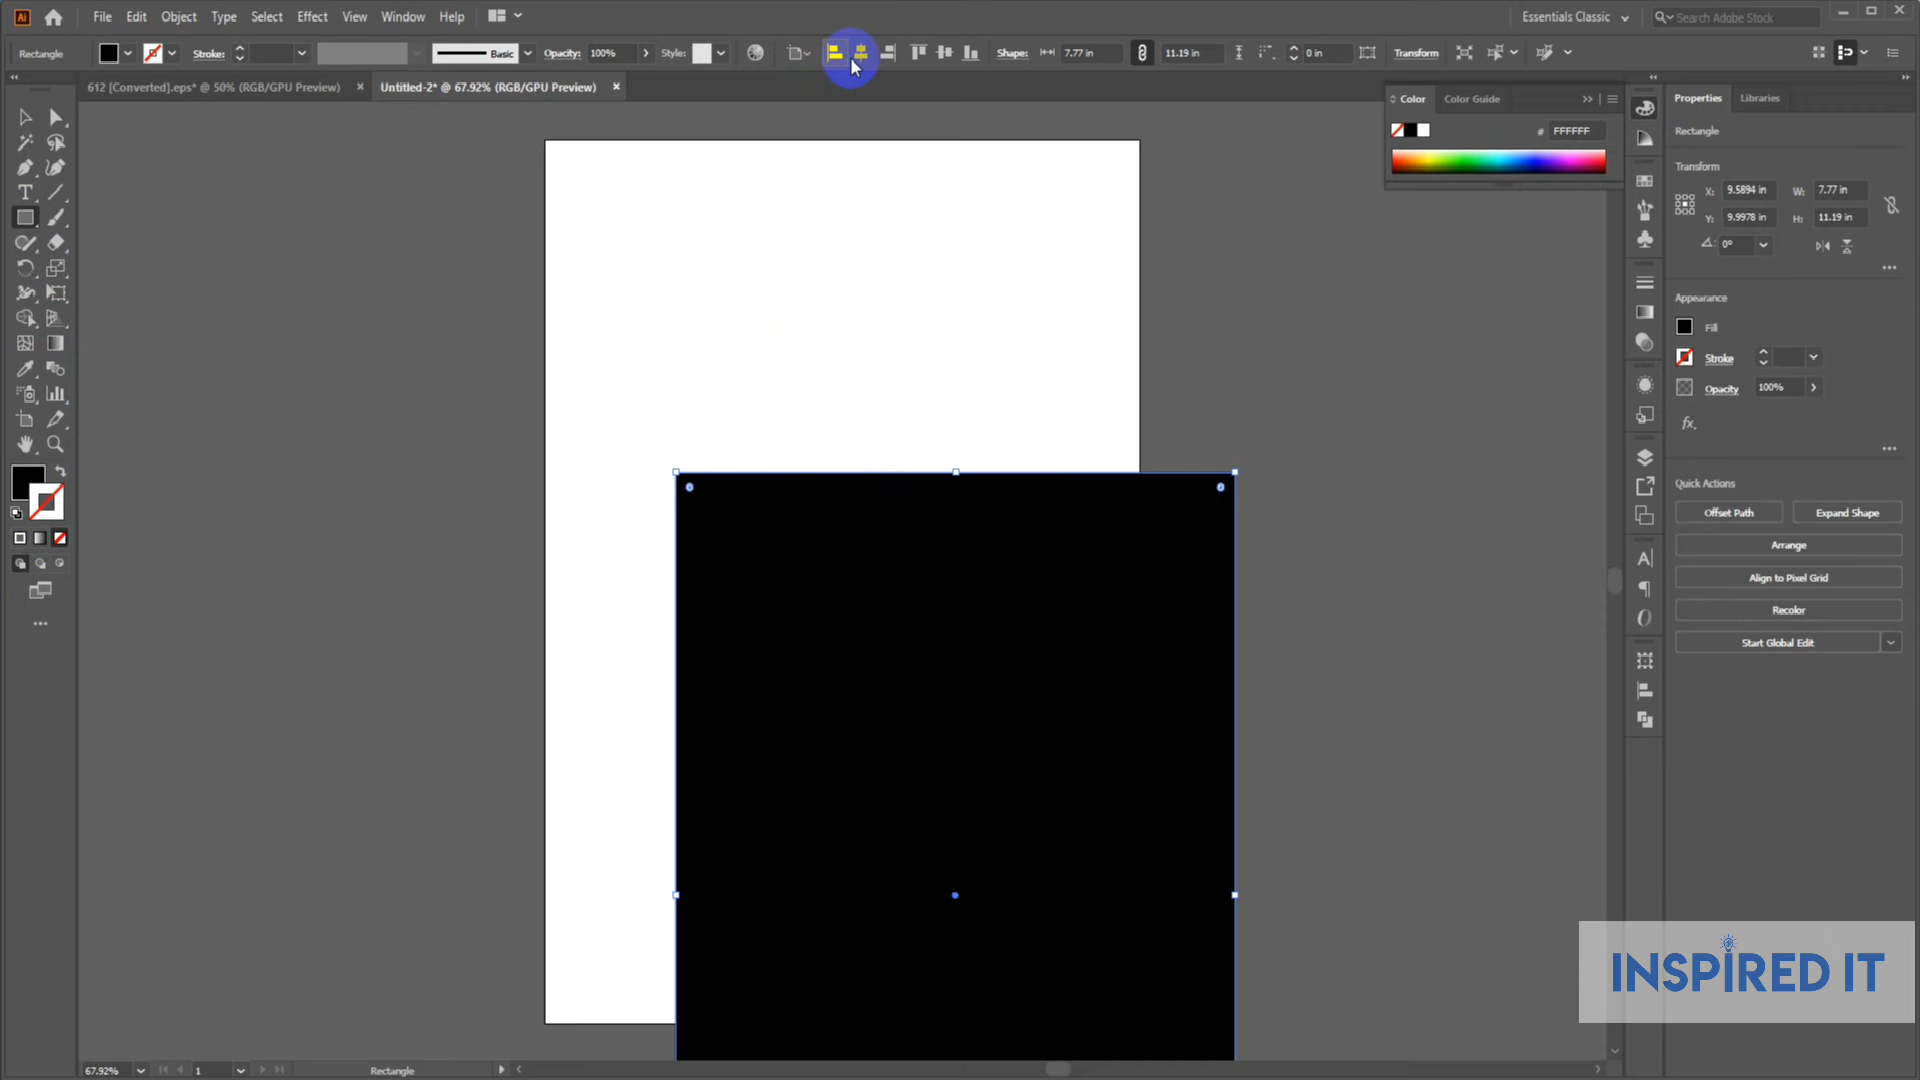 Ai File Edit Object Type Select Effect View Window Help Essentials Classic Search Adobe Stock
Rectangle Stroke: Basic Opacity: 100% Style: Shape: 7.77 in 11.19 in 0 in Transform
612 [Converted].eps* @ 50% (RGB/GPU Preview) × Untitled-2* @ 67.92% (RGB/GPU Preview) ×
Color Color Guide
# FFFFFF
Properties Libraries
Rectangle
Transform
X: 9.5894 in W: 7.77 in
Y: 9.9978 in H: 11.19 in
0°
Appearance
Fill
Stroke
Opacity 100%
fx.
Quick Actions
Offset Path Expand Shape
Arrange
Align to Pixel Grid
Recolor
Start Global Edit
INSPIRED IT
67.92% 1 Rectangle